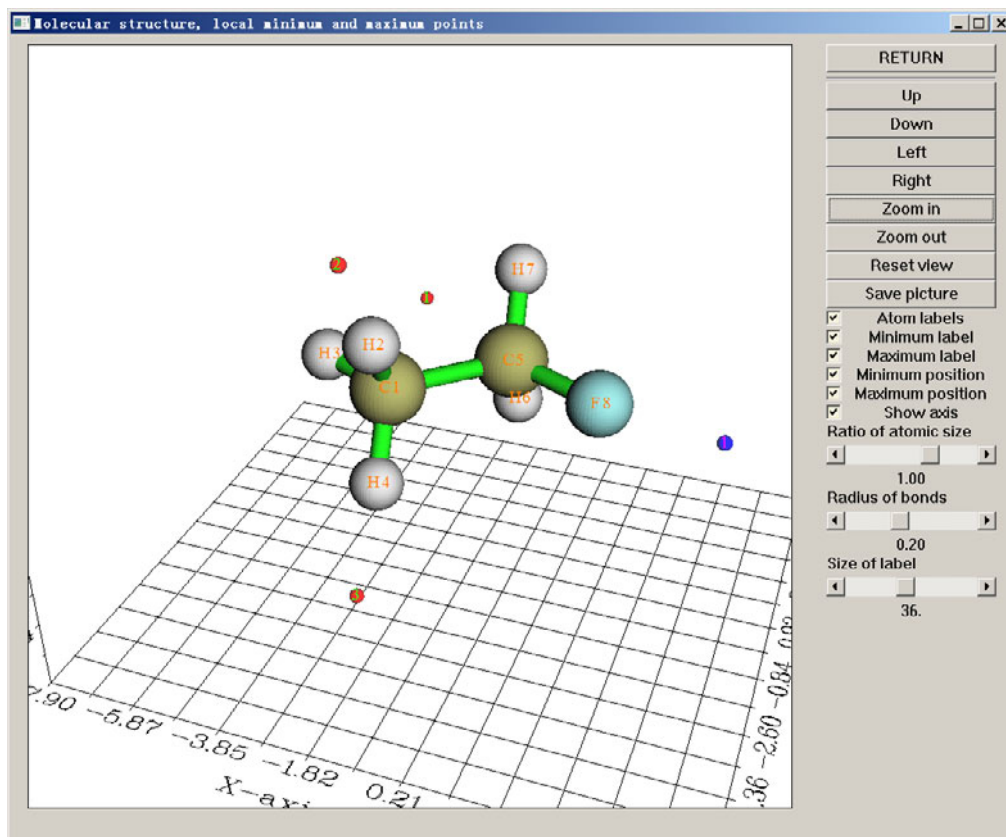 Molecular structure, local minimum and maximum points
RETURN
Up
Down
Left
Right
Zoom in
Zoom out
Reset view
Save picture
Atom labels
Minimum label
Maximum label
Minimum position
Maximum position
Show axis
Ratio of atomic size
1.00
Radius of bonds
0.20
Size of label
36.
2
1
H7
H3
H2
C1
C5
H6
F8
1
H4
3
7.90 -5.87 -3.85 -1.82 0.21
-0.84
-2.60
.36